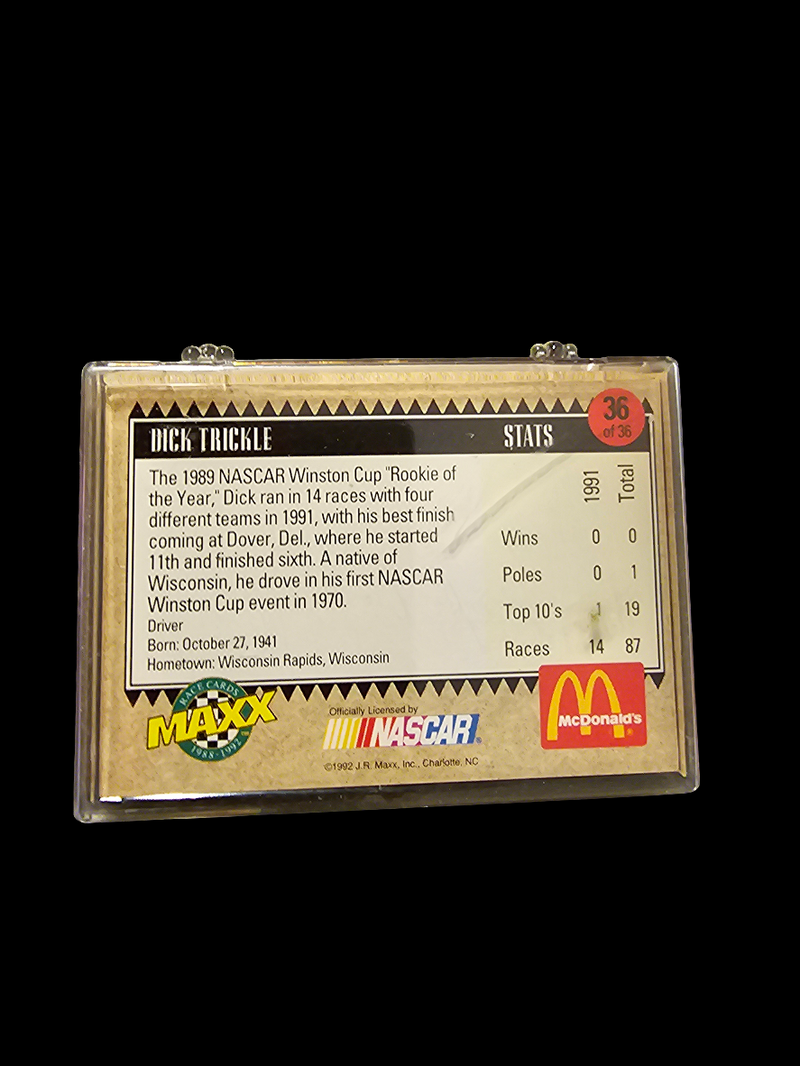 36
of 36
DICK TRICKLE STATS
The 1989 NASCAR Winston Cup "Rookie of
the Year," Dick ran in 14 races with four
different teams in 1991, with his best finish
coming at Dover, Del., where he started
11th and finished sixth. A native of
Wisconsin, he drove in his first NASCAR
Winston Cup event in 1970.
Driver
Born: October 27, 1941
Hometown: Wisconsin Rapids, Wisconsin
1991 Total
Wins 0 0
Poles 0 1
Top 10's 1 19
Races 14 87
RACE CARDS
MAXX
1988-1992
TM
Officially Licensed by
NASCAR®
McDonald's®
©1992 J.R. Maxx, Inc., Charlotte, NC